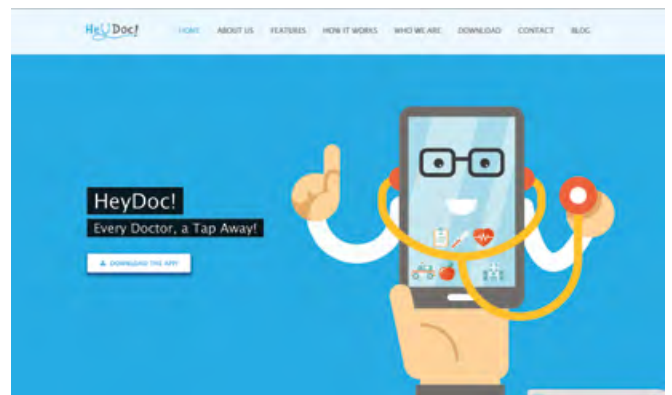 HeyDoc!
HOME ABOUT US FEATURES HOW IT WORKS WHO WE ARE DOWNLOAD CONTACT BLOG
HeyDoc!
Every Doctor, a Tap Away!
DOWNLOAD THE APP!